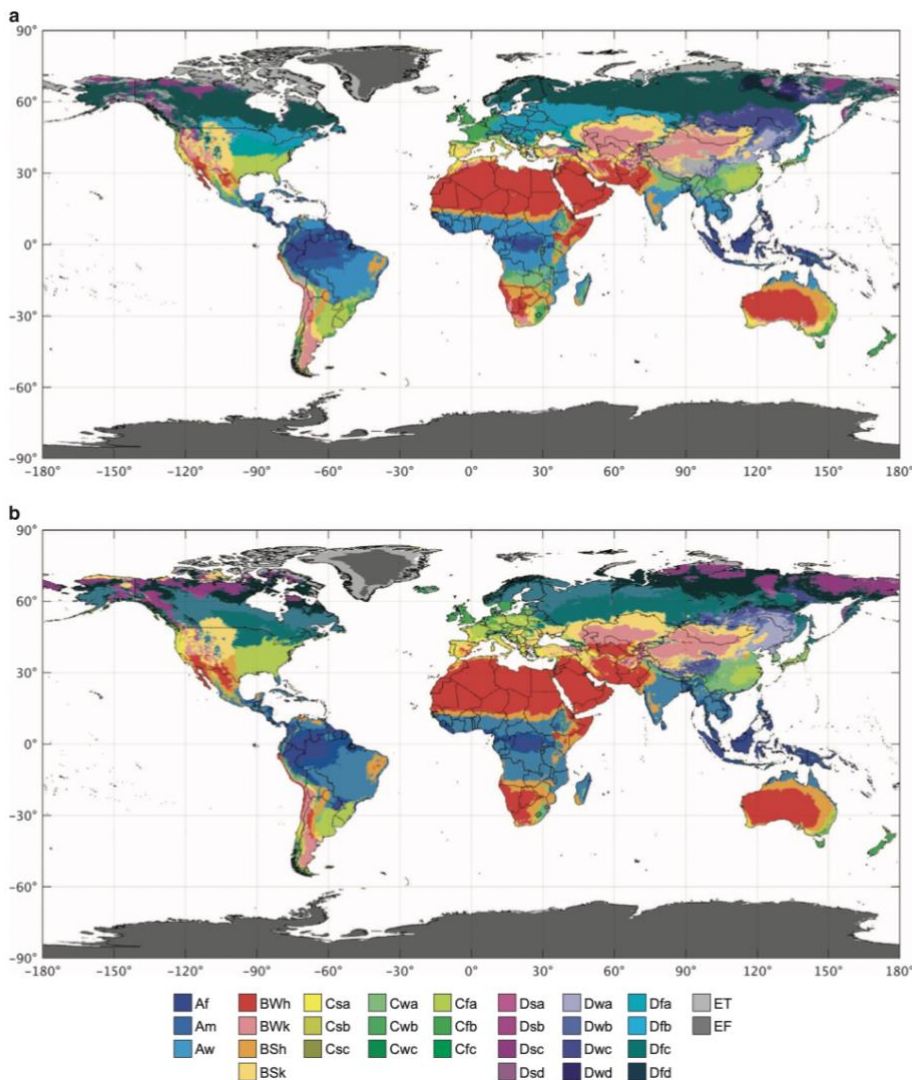 a
90°
60°
30°
0°
−30°
−60°
−90°
−180° −150° −120° −90° −60° −30° 0° 30° 60° 90° 120° 150° 180°
b
90°
60°
30°
0°
−30°
−60°
−90°
−180° −150° −120° −90° −60° −30° 0° 30° 60° 90° 120° 150° 180°
Af BWh Csa Cwa Cfa Dsa Dwa Dfa ET
Am BWk Csb Cwb Cfb Dsb Dwb Dfb EF
Aw BSh Csc Cwc Cfc Dsc Dwc Dfc
BSk Dsd Dwd Dfd